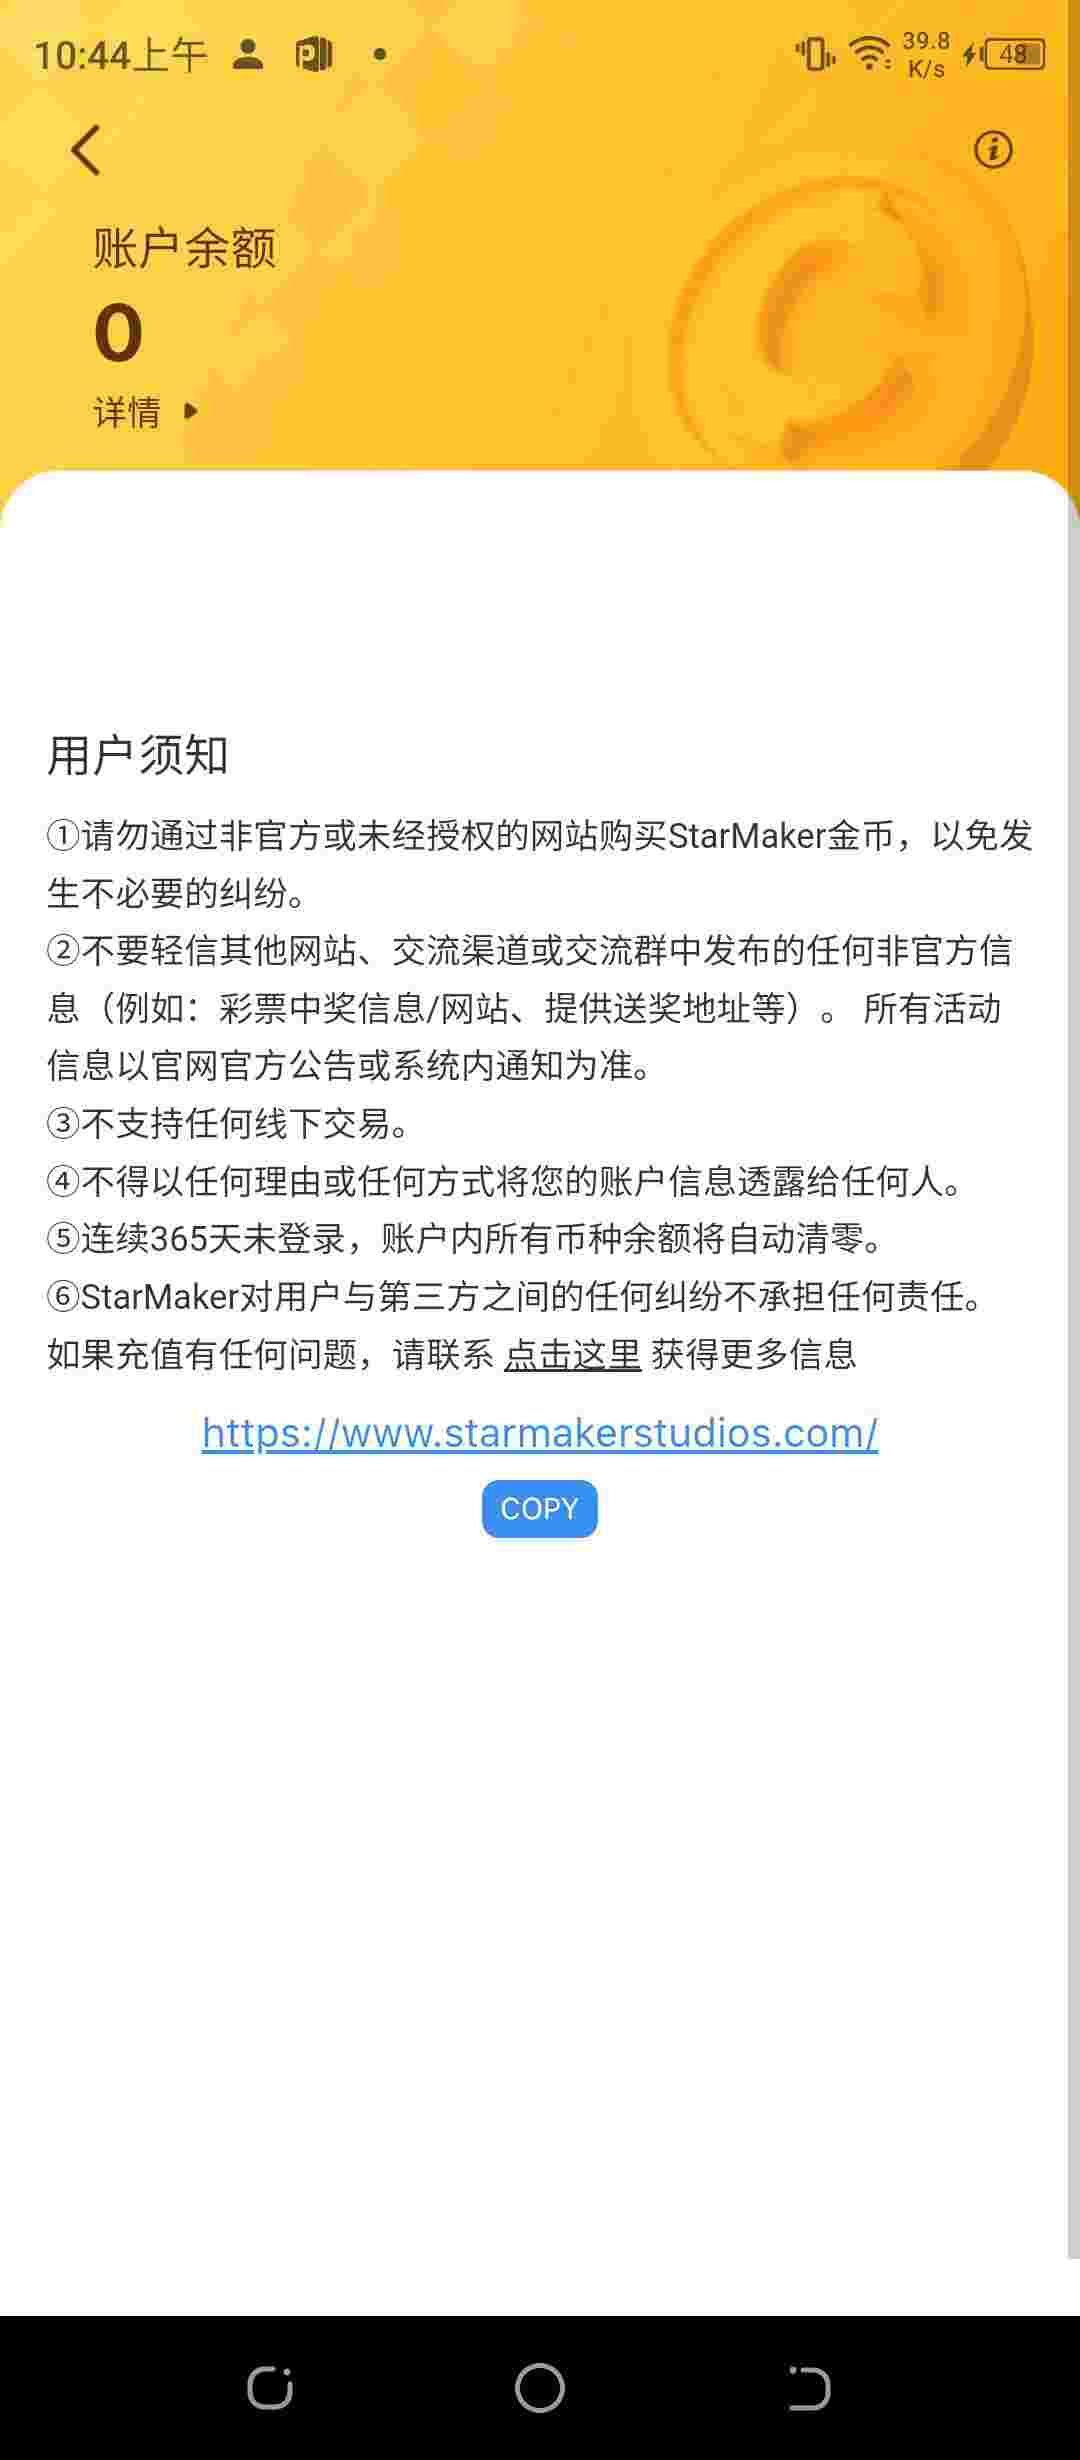 10:44上午
39.8
K/s
48
账户余额
0
详情
用户须知
①请勿通过非官方或未经授权的网站购买StarMaker金币，以免发
生不必要的纠纷。
②不要轻信其他网站、交流渠道或交流群中发布的任何非官方信
息（例如：彩票中奖信息/网站、提供送奖地址等）。 所有活动
信息以官网官方公告或系统内通知为准。
③不支持任何线下交易。
④不得以任何理由或任何方式将您的账户信息透露给任何人。
⑤连续365天未登录，账户内所有币种余额将自动清零。
⑥StarMaker对用户与第三方之间的任何纠纷不承担任何责任。
如果充值有任何问题，请联系 点击这里 获得更多信息
https://www.starmakerstudios.com/
COPY